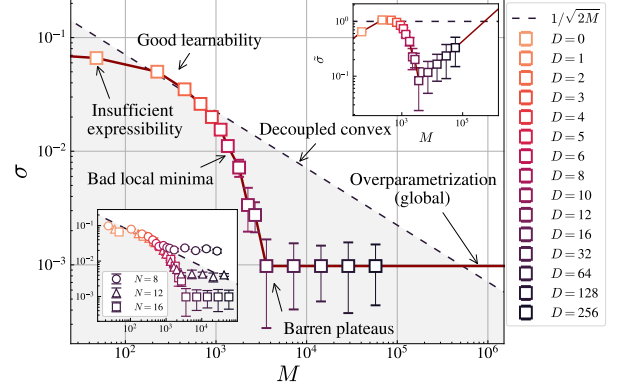 10⁻¹
10⁻²
10⁻³
σ
10²
10³
10⁴
10⁵
10⁶
M
Good learnability
Insufficient
expressibility
Decoupled convex
Bad local minima
Overparametrization
(global)
Barren plateaus
10⁰
10⁻¹
σ̃
10³
10⁵
M
10⁻¹
10⁻²
10⁻³
10²
10³
10⁴
N = 8
N = 12
N = 16
1/√2M
D = 0
D = 1
D = 2
D = 3
D = 4
D = 5
D = 6
D = 8
D = 10
D = 12
D = 16
D = 32
D = 64
D = 128
D = 256